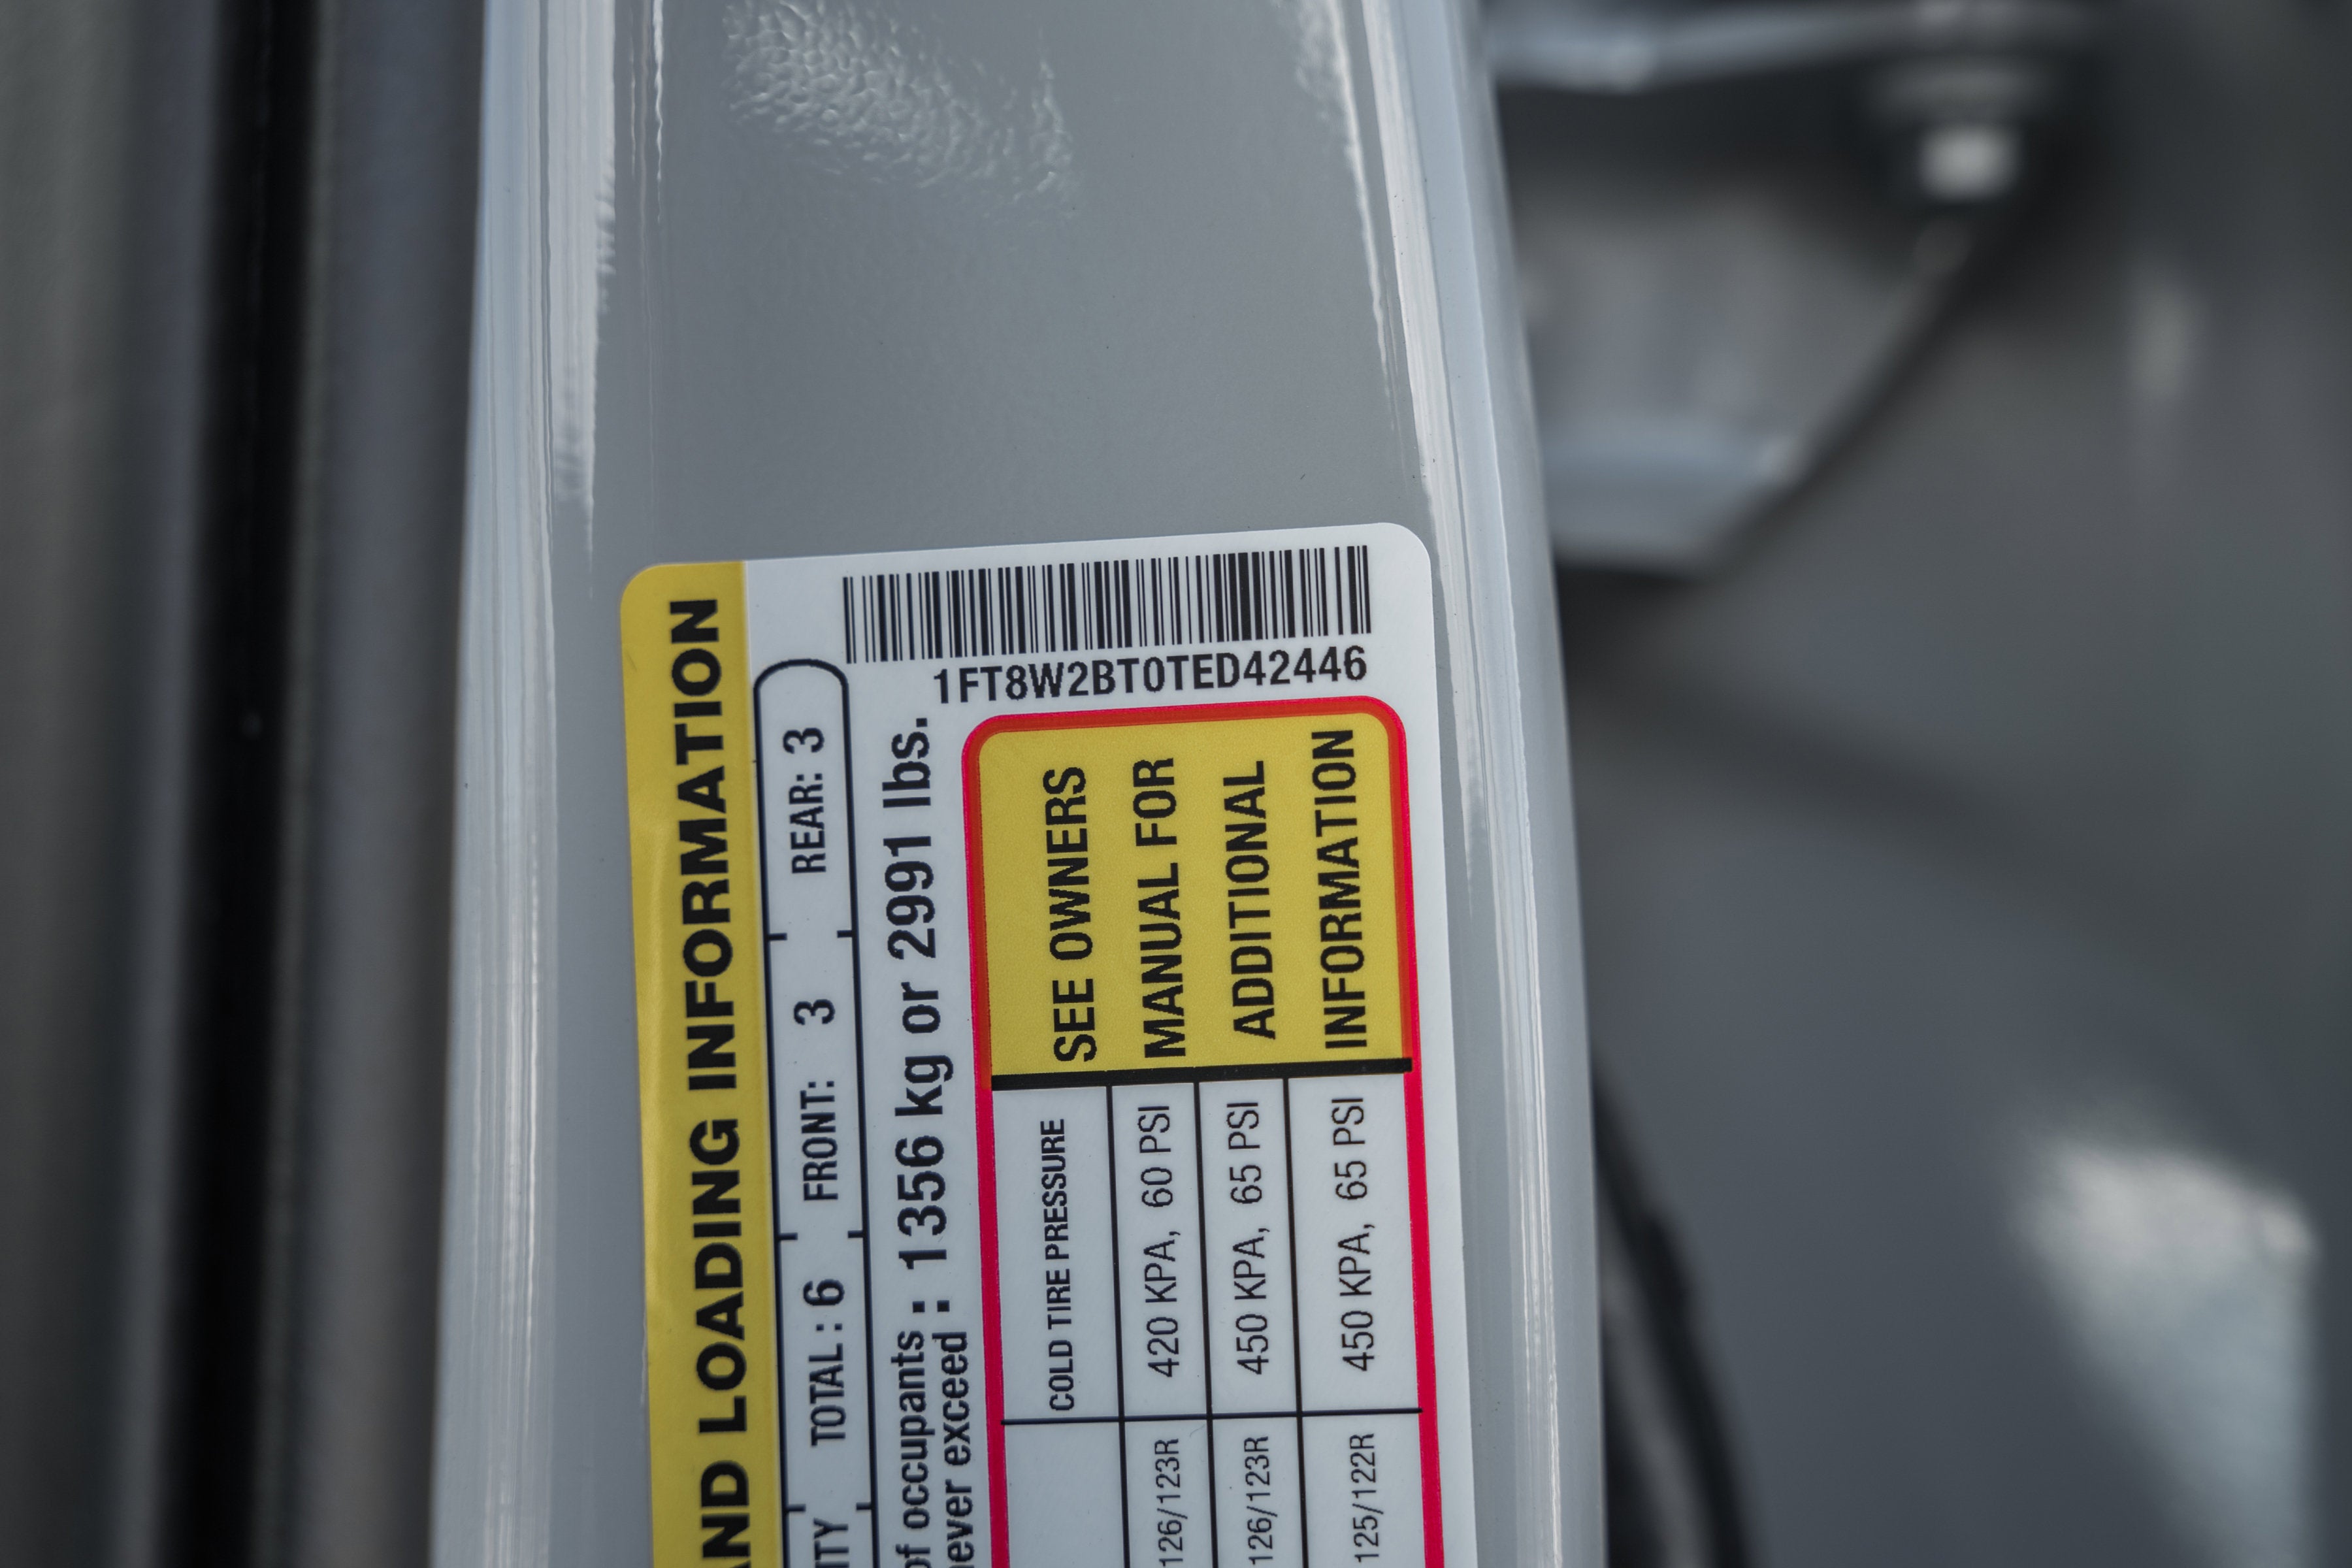 AND LOADING INFORMATION
TOTAL : 6 FRONT: 3 REAR: 3
of occupants : 1356 kg or 2991 lbs.
never exceed
1FT8W2BT0TED42446
COLD TIRE PRESSURE
126/123R 420 KPA, 60 PSI
126/123R 450 KPA, 65 PSI
125/122R 450 KPA, 65 PSI
SEE OWNERS
MANUAL FOR
ADDITIONAL
INFORMATION